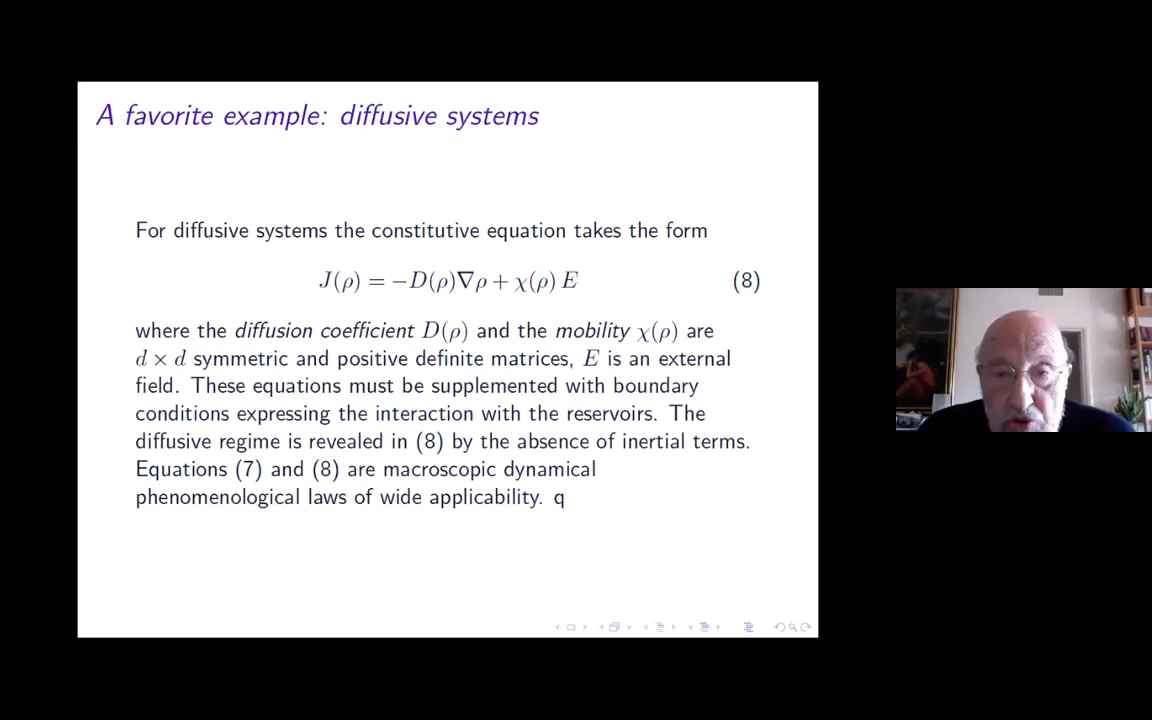 A favorite example: diffusive systems
For diffusive systems the constitutive equation takes the form
J(ρ) = −D(ρ)∇ρ + χ(ρ) E (8)
where the diffusion coefficient D(ρ) and the mobility χ(ρ) are
d × d symmetric and positive definite matrices, E is an external
field. These equations must be supplemented with boundary
conditions expressing the interaction with the reservoirs. The
diffusive regime is revealed in (8) by the absence of inertial terms.
Equations (7) and (8) are macroscopic dynamical
phenomenological laws of wide applicability. q